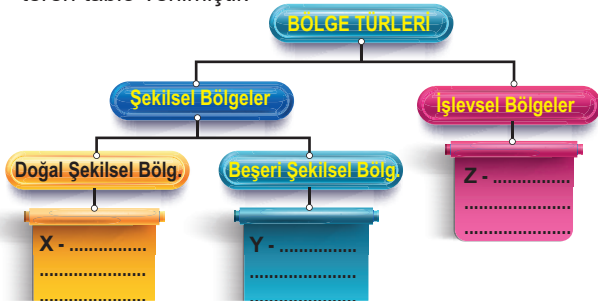 BÖLGE TÜRLERİ
Şekilsel Bölgeler
İşlevsel Bölgeler
Doğal Şekilsel Bölg.
Beşeri Şekilsel Bölg.
Z - ................
......................
......................
X - ................
......................
......................
Y - ................
......................
......................